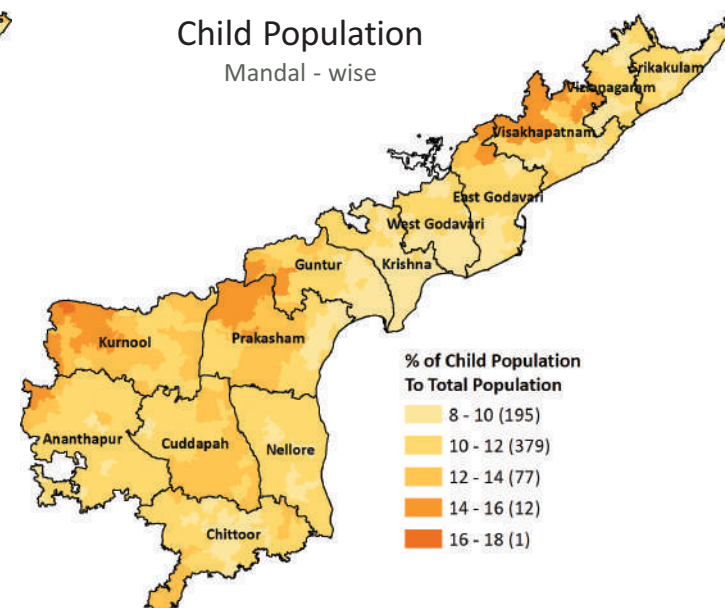 Child Population
Mandal - wise
Srikakulam
Vizianagaram
Visakhapatnam
East Godavari
West Godavari
Krishna
Guntur
Prakasham
Kurnool
Ananthapur
Cuddapah
Nellore
Chittoor
% of Child Population
To Total Population
8 - 10 (195)
10 - 12 (379)
12 - 14 (77)
14 - 16 (12)
16 - 18 (1)